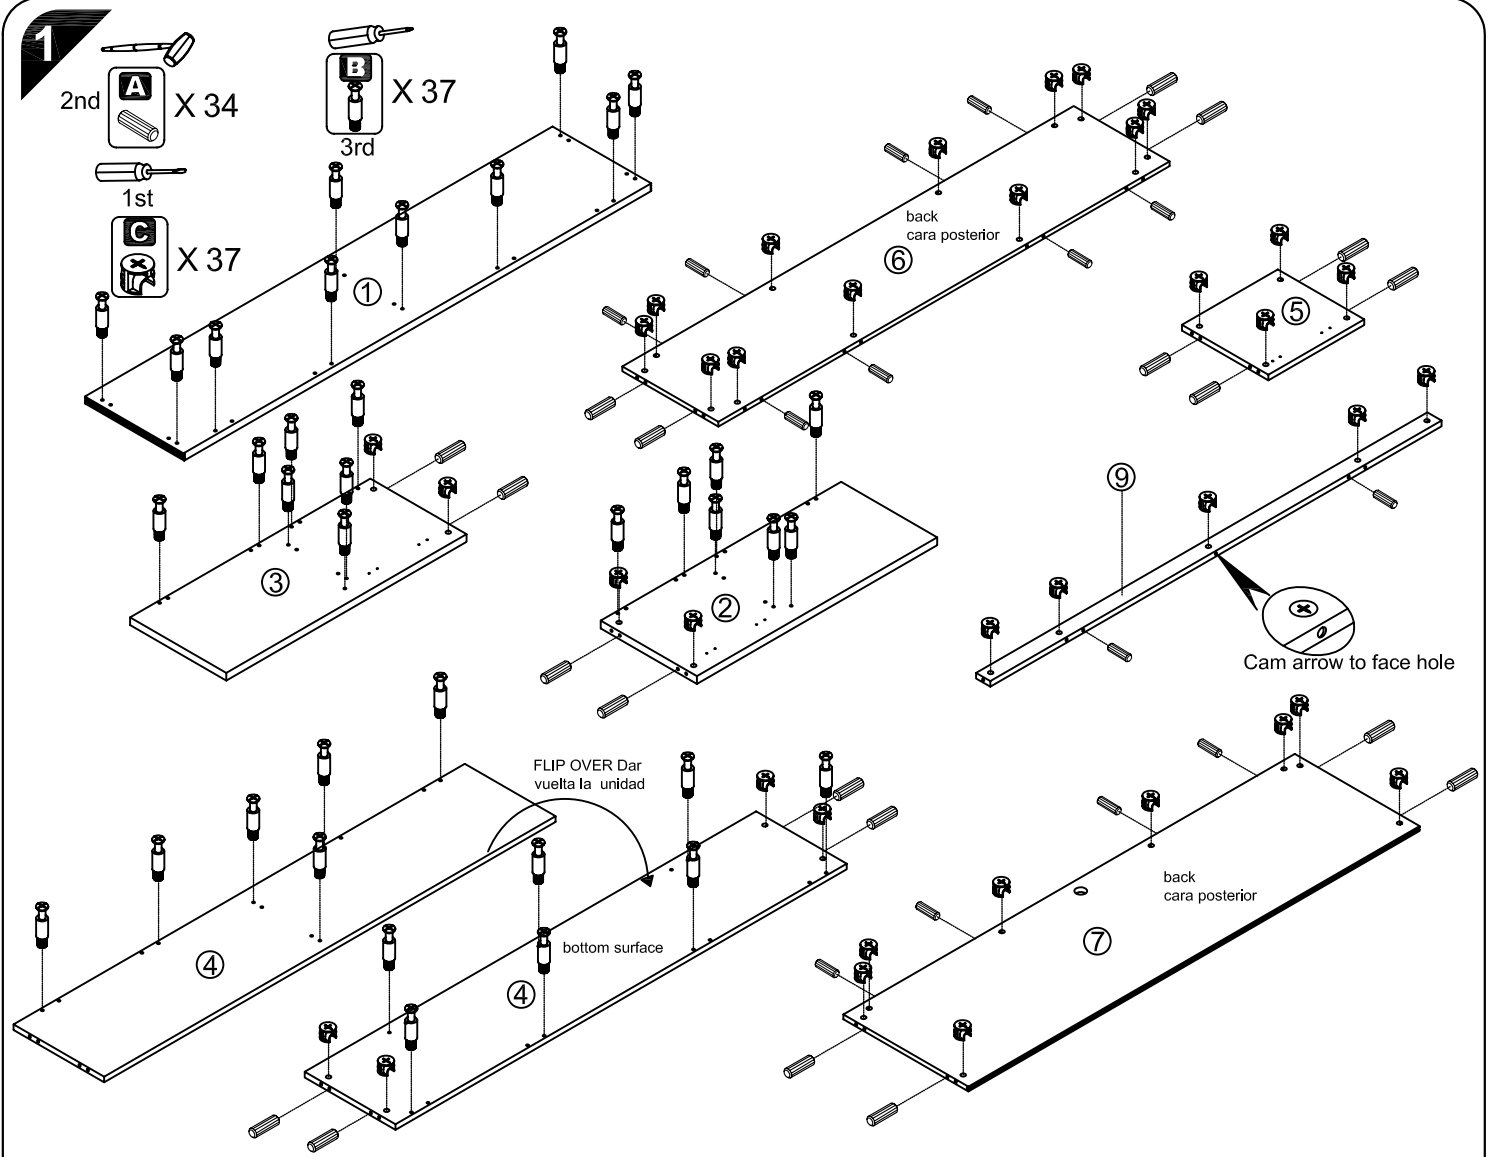 1
A
2nd
X 34
B
X 37
3rd
1st
C
X 37
1
back
cara posterior
6
5
3
2
9
Cam arrow to face hole
FLIP OVER Dar
vuelta la unidad
4
bottom surface
4
back
cara posterior
7